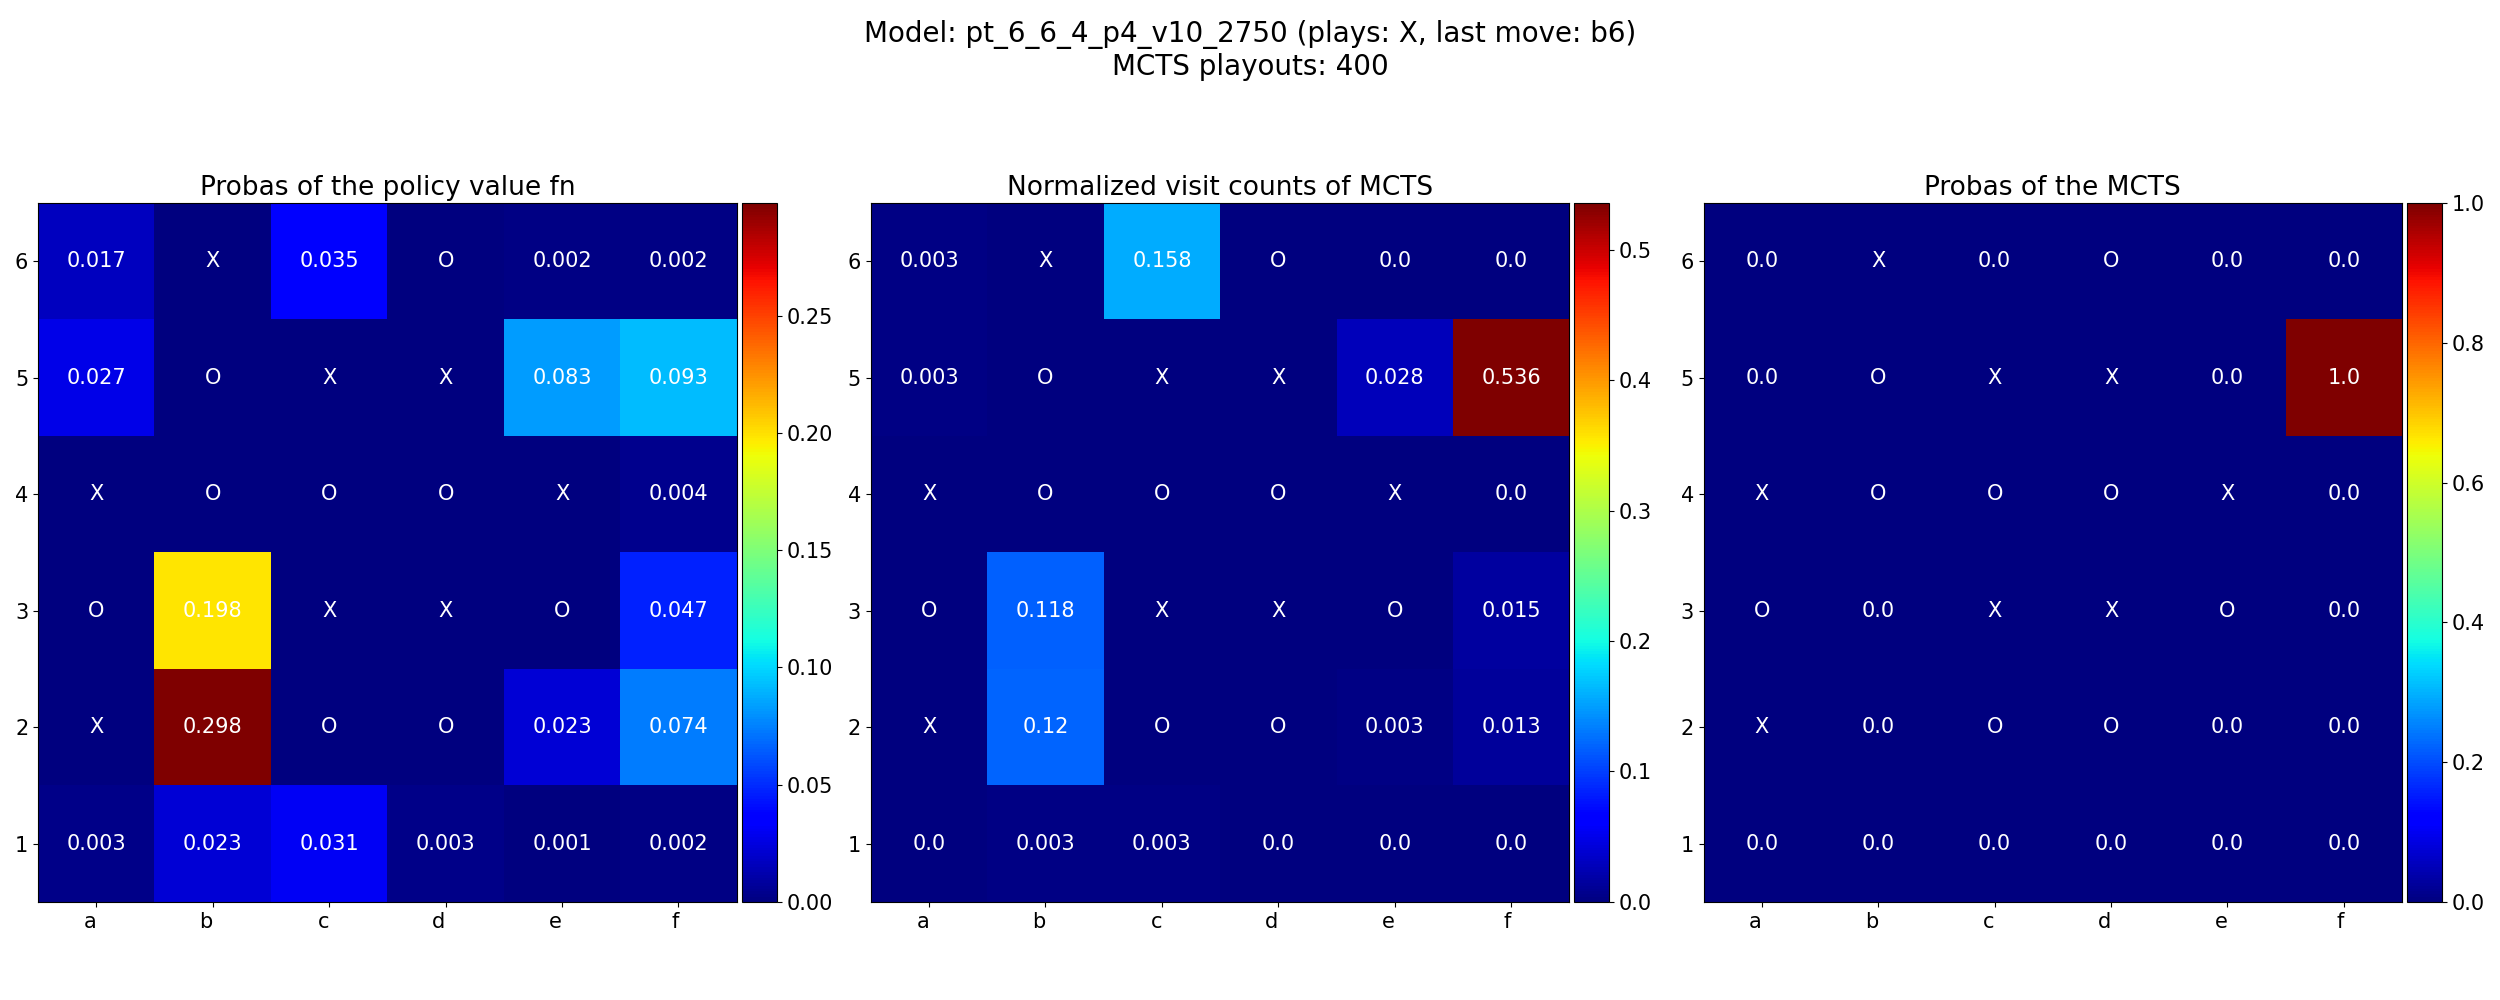 Model: pt_6_6_4_p4_v10_2750 (plays: X, last move: b6)
MCTS playouts: 400
Probas of the policy value fn
6 0.017 X 0.035 O 0.002 0.002
5 0.027 O X X 0.083 0.093
4 X O O O X 0.004
3 O 0.198 X X O 0.047
2 X 0.298 O O 0.023 0.074
1 0.003 0.023 0.031 0.003 0.001 0.002
a b c d e f
0.25
0.20
0.15
0.10
0.05
0.00
Normalized visit counts of MCTS
6 0.003 X 0.158 O 0.0 0.0
5 0.003 O X X 0.028 0.536
4 X O O O X 0.0
3 O 0.118 X X O 0.015
2 X 0.12 O O 0.003 0.013
1 0.0 0.003 0.003 0.0 0.0 0.0
a b c d e f
0.5
0.4
0.3
0.2
0.1
0.0
Probas of the MCTS
6 0.0 X 0.0 O 0.0 0.0
5 0.0 O X X 0.0 1.0
4 X O O O X 0.0
3 O 0.0 X X O 0.0
2 X 0.0 O O 0.0 0.0
1 0.0 0.0 0.0 0.0 0.0 0.0
a b c d e f
1.0
0.8
0.6
0.4
0.2
0.0